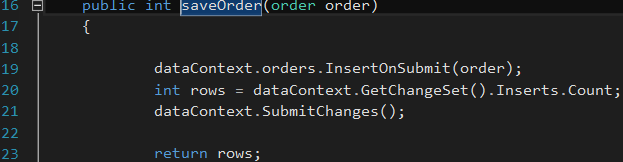 16 public int saveOrder(order order)
17 {
18
19 dataContext.orders.InsertOnSubmit(order);
20 int rows = dataContext.GetChangeSet().Inserts.Count;
21 dataContext.SubmitChanges();
22
23 return rows;